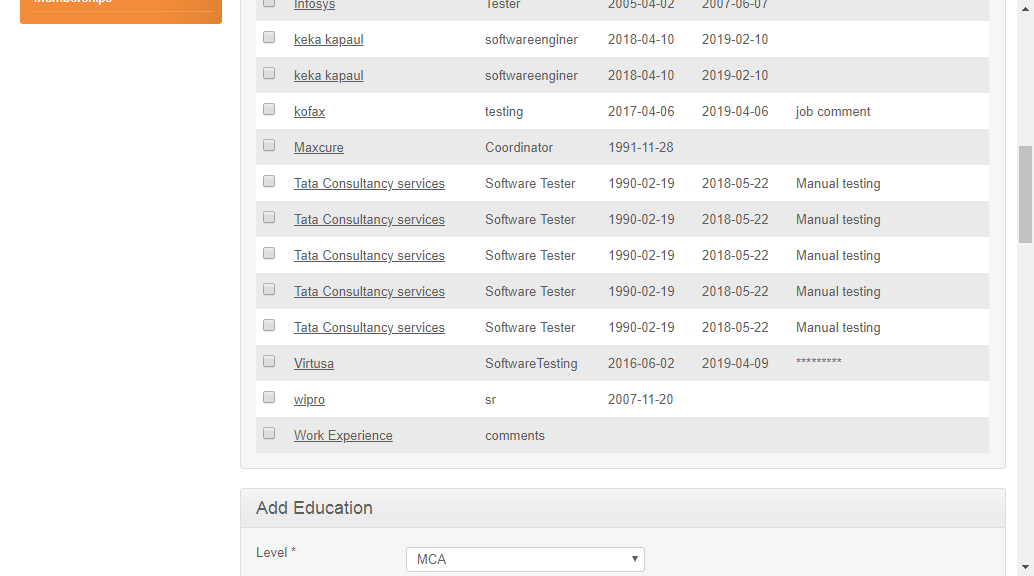 Memberships
Infosys Tester 2005-04-02 2007-06-07
keka kapaul softwareenginer 2018-04-10 2019-02-10
keka kapaul softwareenginer 2018-04-10 2019-02-10
kofax testing 2017-04-06 2019-04-06 job comment
Maxcure Coordinator 1991-11-28
Tata Consultancy services Software Tester 1990-02-19 2018-05-22 Manual testing
Tata Consultancy services Software Tester 1990-02-19 2018-05-22 Manual testing
Tata Consultancy services Software Tester 1990-02-19 2018-05-22 Manual testing
Tata Consultancy services Software Tester 1990-02-19 2018-05-22 Manual testing
Tata Consultancy services Software Tester 1990-02-19 2018-05-22 Manual testing
Virtusa SoftwareTesting 2016-06-02 2019-04-09 *********
wipro sr 2007-11-20
Work Experience comments
Add Education
Level * MCA